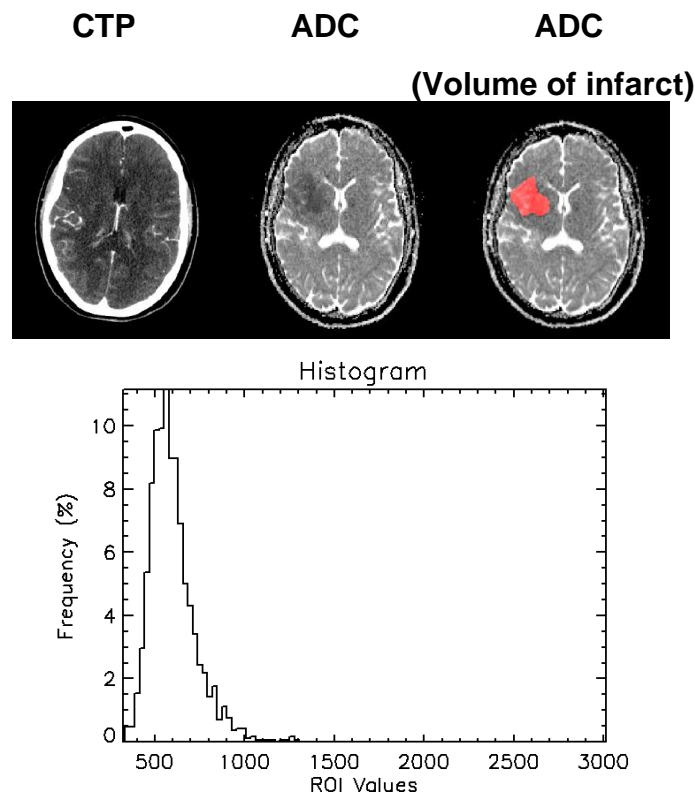 CTP ADC ADC
(Volume of infarct)
Histogram
10
8
6
4
2
0
Frequency (%)
500 1000 1500 2000 2500 3000
ROI Values